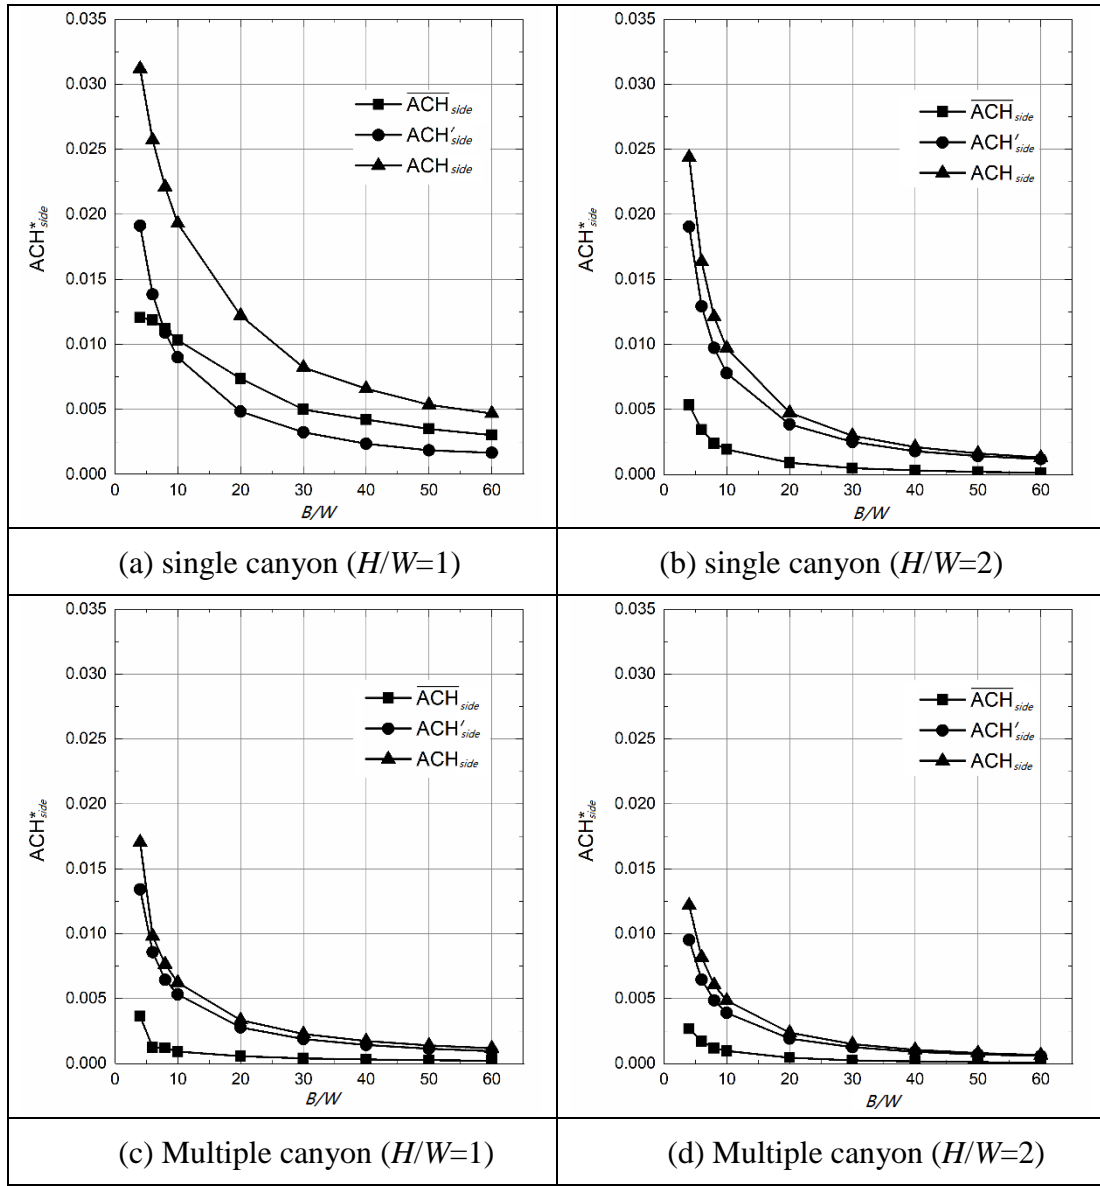 0.035
0.030
0.025
0.020
0.015
0.010
0.005
0.000
ACH*side
0 10 20 30 40 50 60
B/W
A̅C̅H̅side
ACH′side
ACHside
(a) single canyon (H/W=1)
0.035
0.030
0.025
0.020
0.015
0.010
0.005
0.000
ACH*side
0 10 20 30 40 50 60
B/W
A̅C̅H̅side
ACH′side
ACHside
(b) single canyon (H/W=2)
0.035
0.030
0.025
0.020
0.015
0.010
0.005
0.000
ACH*side
0 10 20 30 40 50 60
B/W
A̅C̅H̅side
ACH′side
ACHside
(c) Multiple canyon (H/W=1)
0.035
0.030
0.025
0.020
0.015
0.010
0.005
0.000
ACH*side
0 10 20 30 40 50 60
B/W
A̅C̅H̅side
ACH′side
ACHside
(d) Multiple canyon (H/W=2)